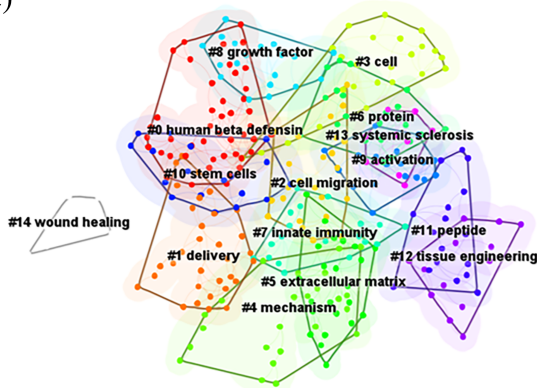 )
#8 growth factor
#3 cell
#6 protein
#0 human beta defensin
#13 systemic sclerosis
#9 activation
#10 stem cells
#2 cell migration
#14 wound healing
#7 innate immunity
#11 peptide
#1 delivery
#12 tissue engineering
#5 extracellular matrix
#4 mechanism